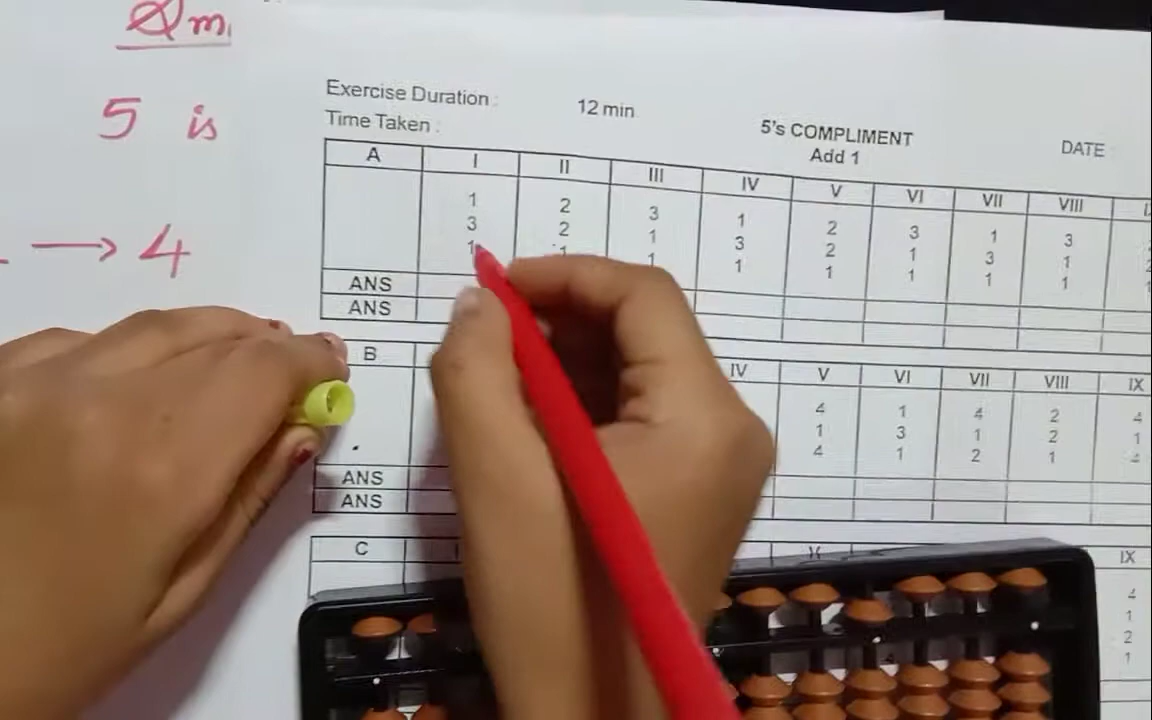 Am
5 is
→ 4
Exercise Duration : 12 min
Time Taken :
5's COMPLIMENT
Add 1
DATE
A I II III IV V VI VII VIII
1 2 3 1 2 3 1 3
3 2 1 3 2 1 3 1
1 1 1 1 1 1 1 1
ANS
ANS
B IV V VI VII VIII IX
4 1 4 2 4
1 3 1 2 1
4 1 2 1 4
ANS
ANS
C IX
4
1
2
1